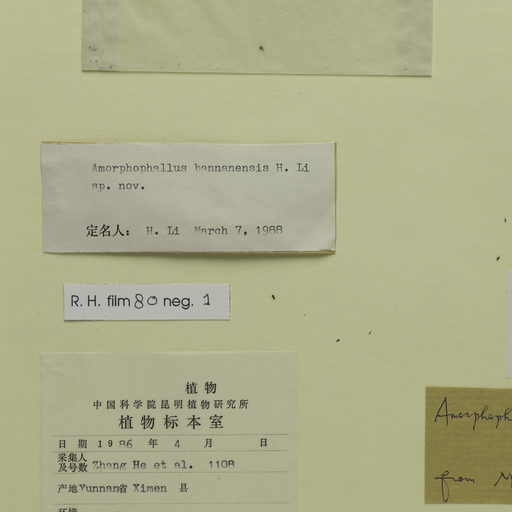 Amorphophallus bannanensis H. Li
sp. nov.
定名人： H. Li March 7, 1988
R. H. film 80 neg. 1
植物
中国科学院昆明植物研究所
植物标本室
日 期 1986 年 4 月 日
采集人
及号数 Zhang He et al. 1108
产地 Yunnan省 Ximen 县
Amorphoph
from